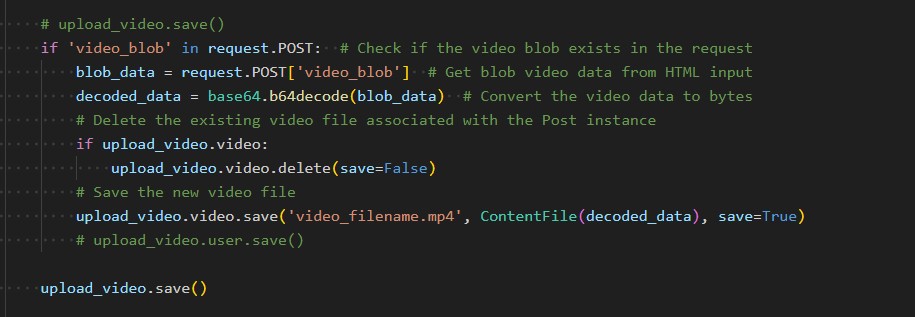 # upload_video.save()
if 'video_blob' in request.POST:  # Check if the video blob exists in the request
blob_data = request.POST['video_blob']  # Get blob video data from HTML input
decoded_data = base64.b64decode(blob_data)  # Convert the video data to bytes
# Delete the existing video file associated with the Post instance
if upload_video.video:
upload_video.video.delete(save=False)
# Save the new video file
upload_video.video.save('video_filename.mp4', ContentFile(decoded_data), save=True)
# upload_video.user.save()
upload_video.save()